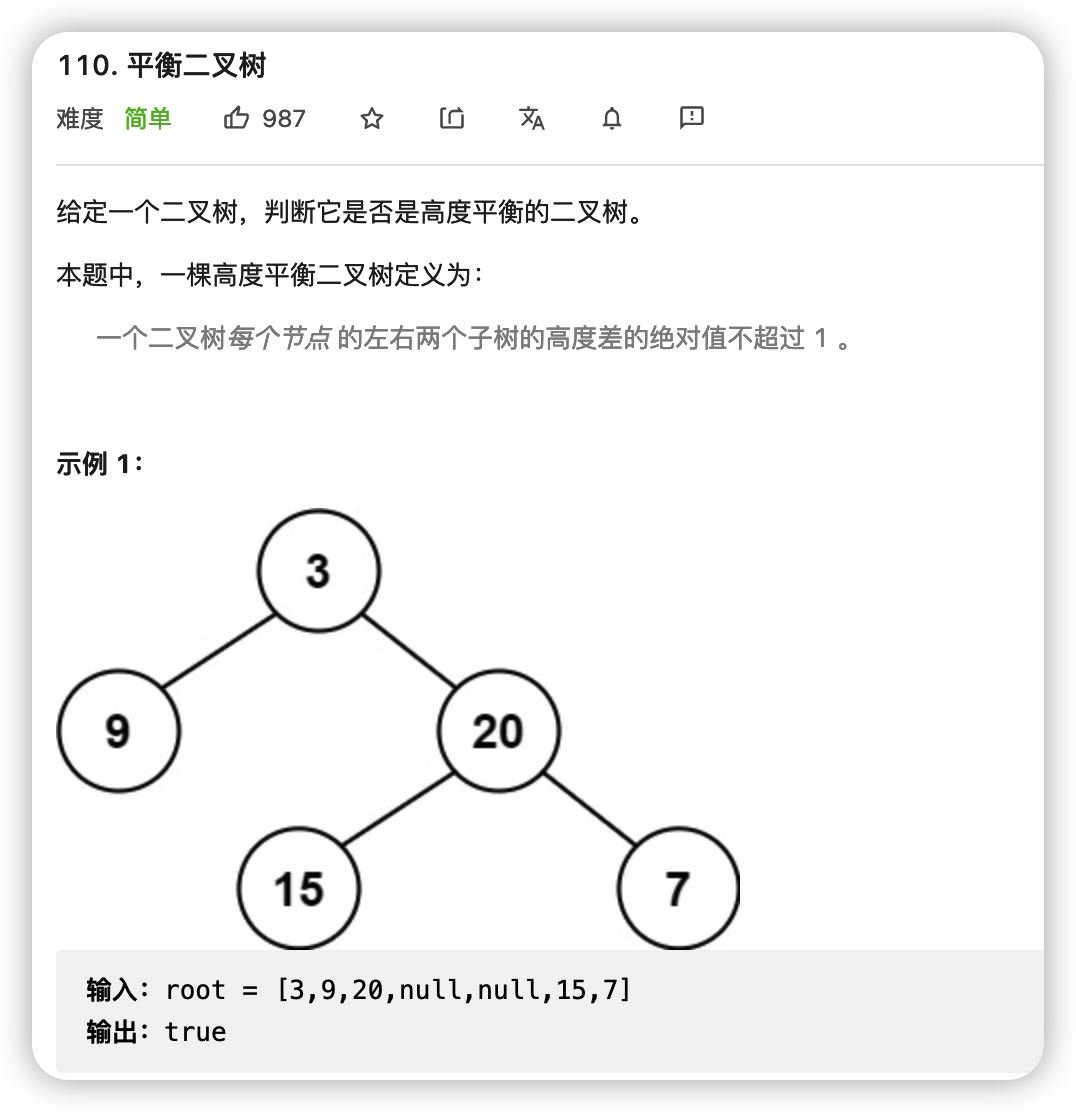 110. 平衡二叉树
难度 简单 987
给定一个二叉树，判断它是否是高度平衡的二叉树。
本题中，一棵高度平衡二叉树定义为：
一个二叉树每个节点 的左右两个子树的高度差的绝对值不超过 1 。
示例 1：
3
9
20
15
7
输入：root = [3,9,20,null,null,15,7]
输出：true